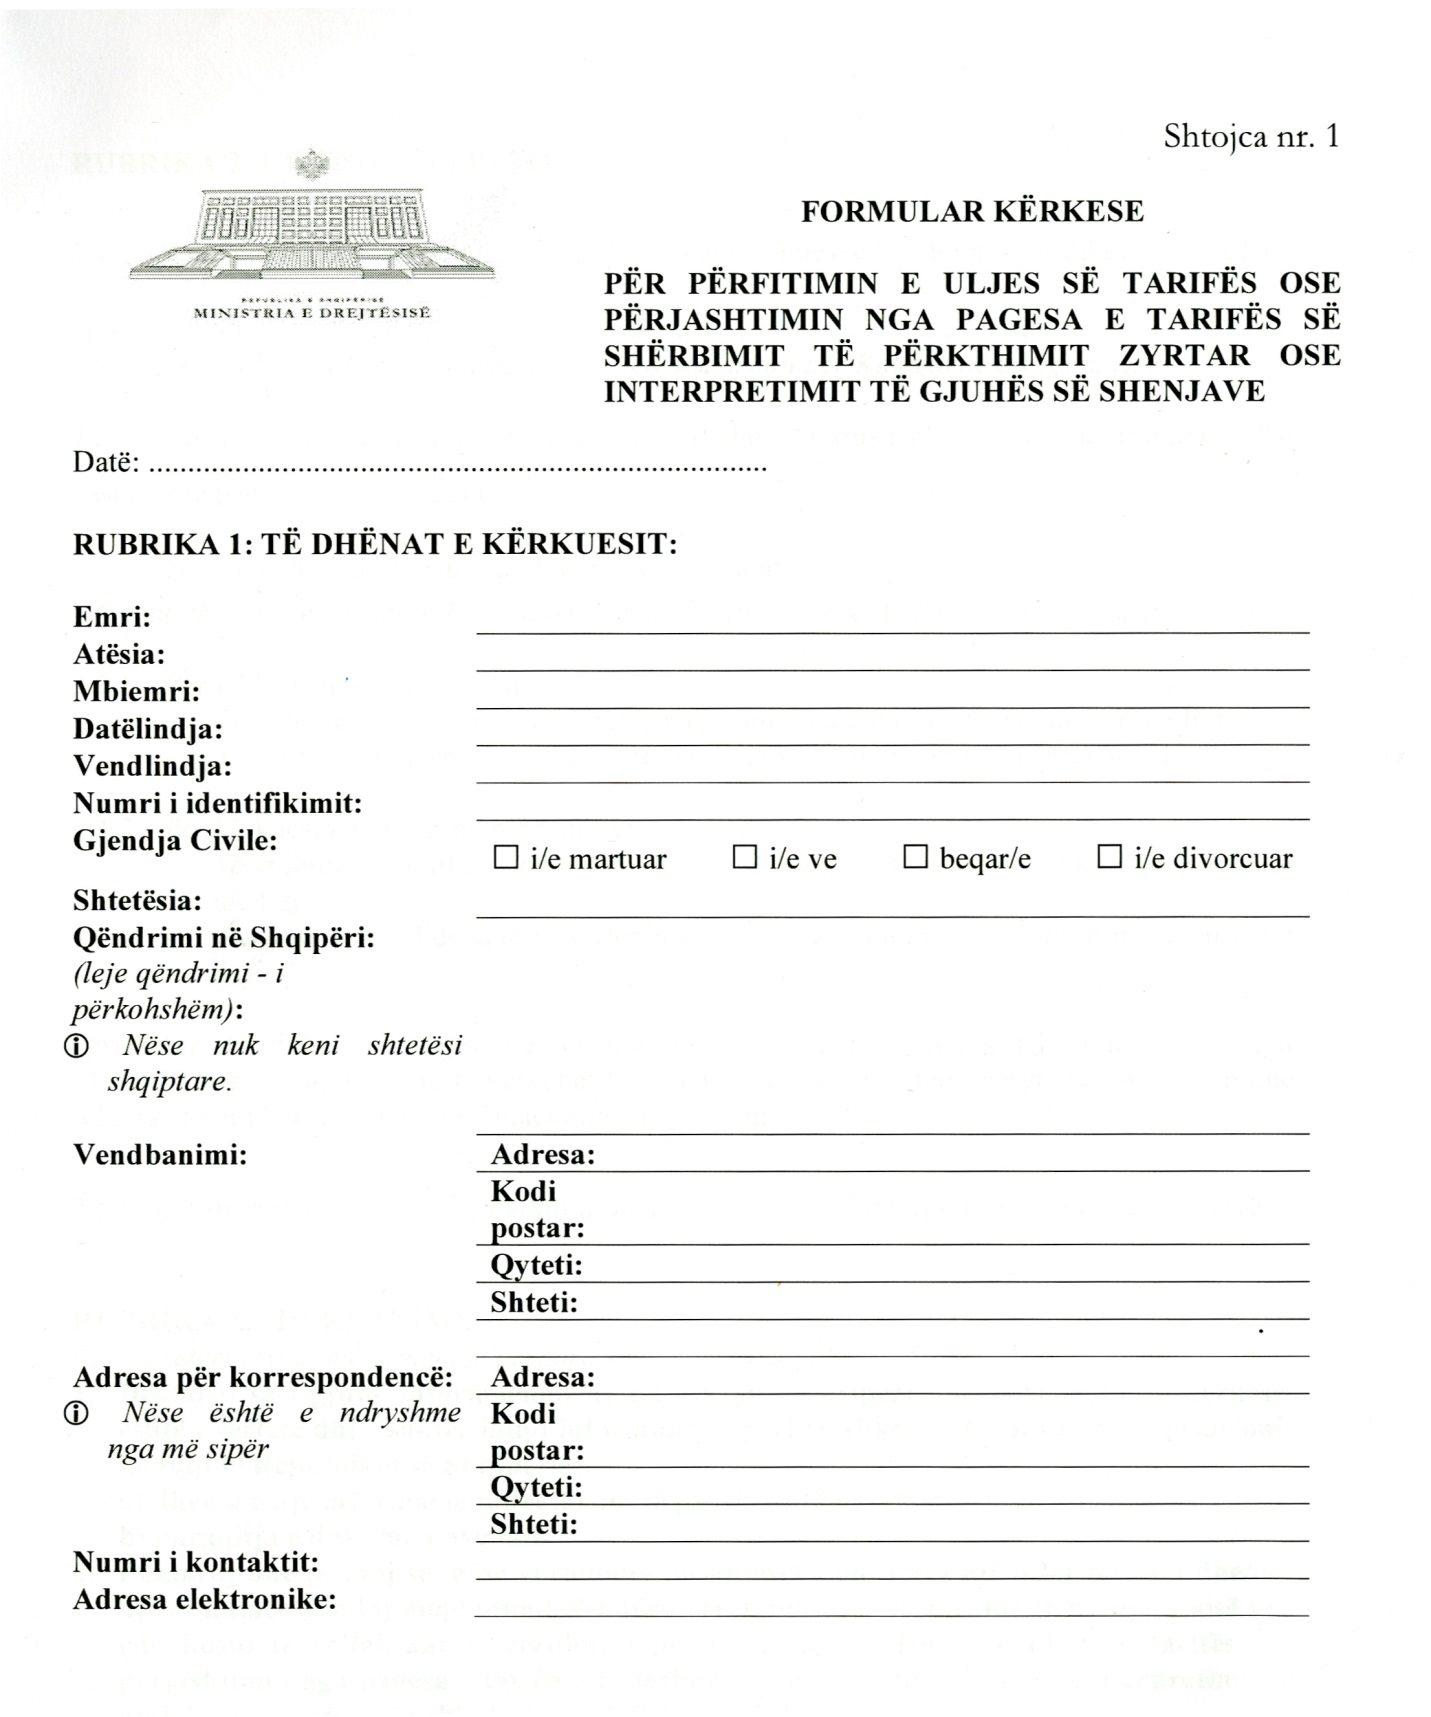 Shtojca nr. 1
REPUBLIKA E SHQIPËRISË
MINISTRIA E DREJTËSISË
FORMULAR KËRKESE
PËR PËRFITIMIN E ULJES SË TARIFËS OSE
PËRJASHTIMIN NGA PAGESA E TARIFËS SË
SHËRBIMIT TË PËRKTHIMIT ZYRTAR OSE
INTERPRETIMIT TË GJUHËS SË SHENJAVE
Datë: ................................................................................
RUBRIKA 1: TË DHËNAT E KËRKUESIT:
Emri:
Atësia:
Mbiemri:
Datëlindja:
Vendlindja:
Numri i identifikimit:
Gjendja Civile:
☐ i/e martuar ☐ i/e ve ☐ beqar/e ☐ i/e divorcuar
Shtetësia:
Qëndrimi në Shqipëri:
(leje qëndrimi - i
përkohshëm):
ⓘ Nëse nuk keni shtetësi
shqiptare.
Vendbanimi: Adresa:
Kodi
postar:
Qyteti:
Shteti:
Adresa për korrespondencë: Adresa:
ⓘ Nëse është e ndryshme Kodi
nga më sipër postar:
Qyteti:
Shteti:
Numri i kontaktit:
Adresa elektronike: